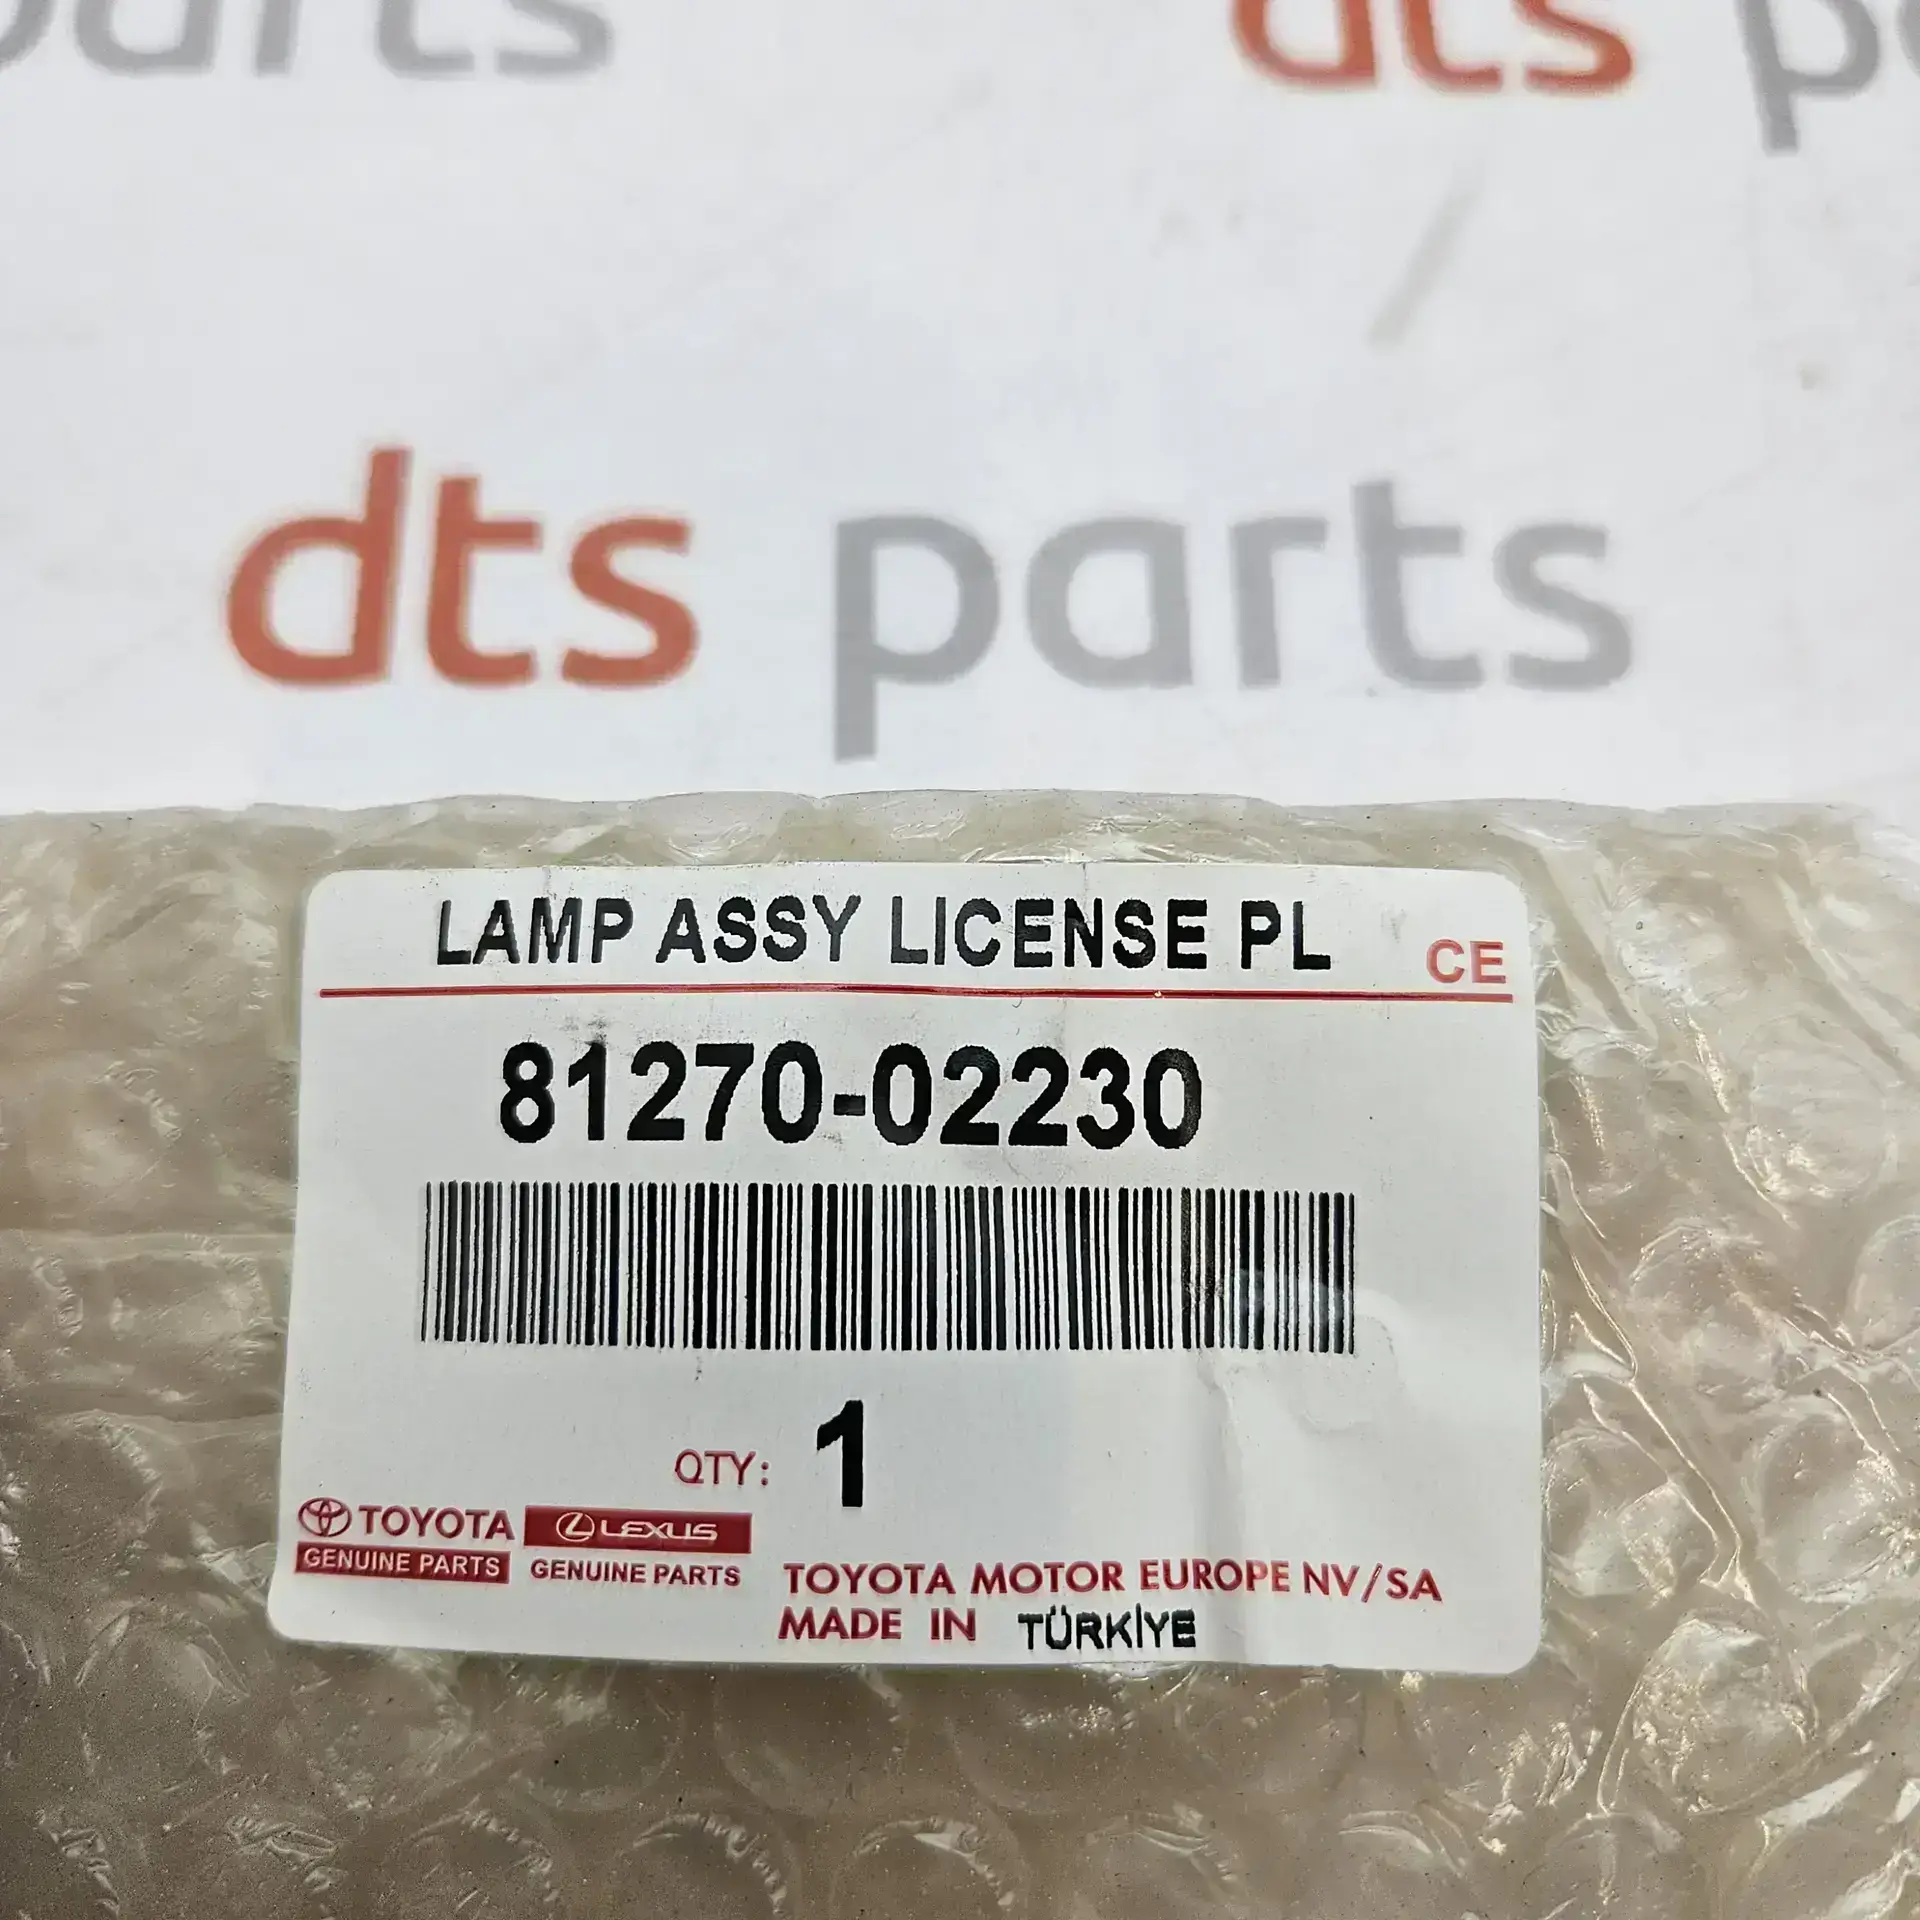 parts
dts
dts parts
LAMP ASSY LICENSE PL
CE
81270-02230
QTY: 1
TOYOTA
GENUINE PARTS
LEXUS
GENUINE PARTS
TOYOTA MOTOR EUROPE NV/SA
MADE IN TÜRKİYE